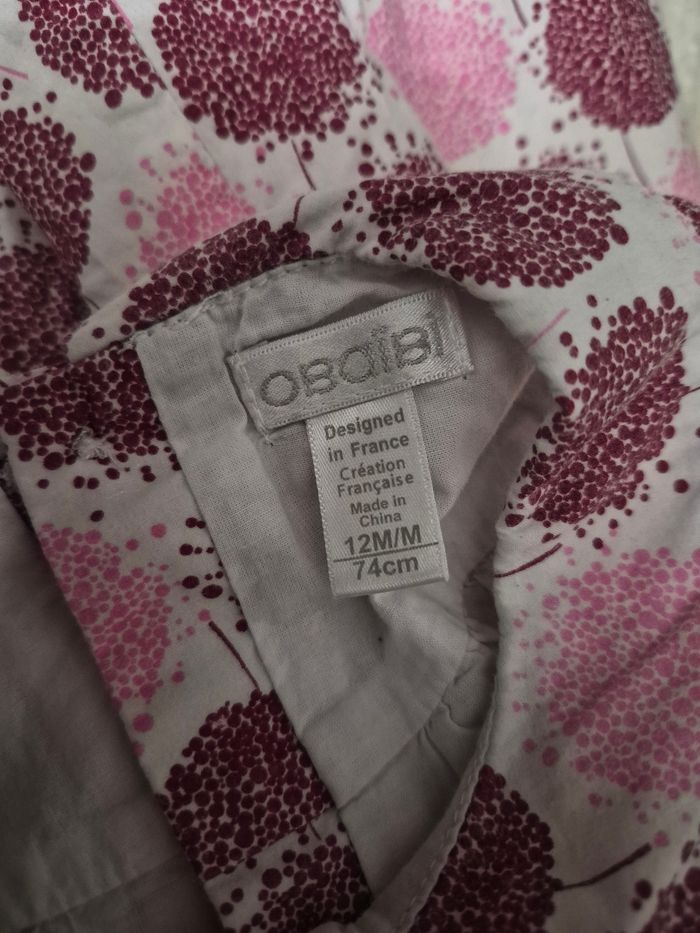 OBAÏBI
Designed
in France
Création
Française
Made in
China
12M/M
74cm